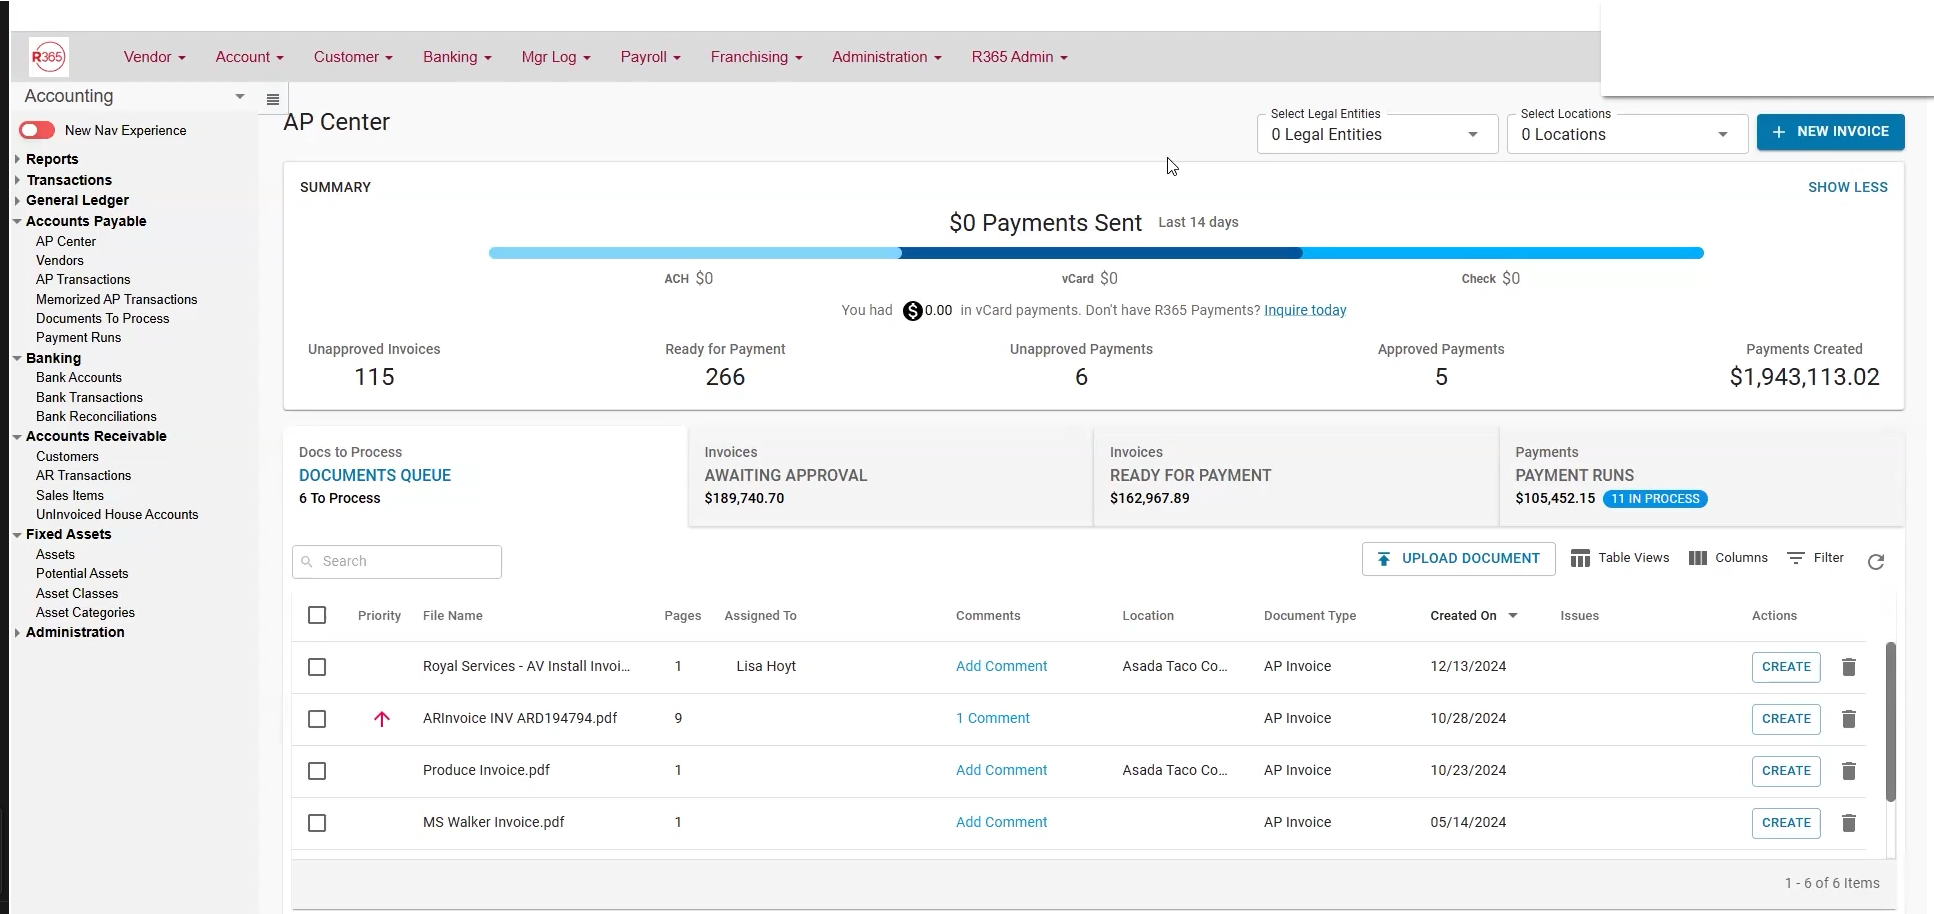 R365 Vendor Account Customer Banking Mgr Log Payroll Franchising Administration R365 Admin
Accounting
New Nav Experience
Reports
Transactions
General Ledger
Accounts Payable
AP Center
Vendors
AP Transactions
Memorized AP Transactions
Documents To Process
Payment Runs
Banking
Bank Accounts
Bank Transactions
Bank Reconciliations
Accounts Receivable
Customers
AR Transactions
Sales Items
UnInvoiced House Accounts
Fixed Assets
Assets
Potential Assets
Asset Classes
Asset Categories
Administration
AP Center
Select Legal Entities
0 Legal Entities
Select Locations
0 Locations
+ NEW INVOICE
SUMMARY
SHOW LESS
$0 Payments Sent Last 14 days
ACH $0 vCard $0 Check $0
You had $0.00 in vCard payments. Don't have R365 Payments? Inquire today
Unapproved Invoices Ready for Payment Unapproved Payments Approved Payments Payments Created
115 266 6 5 $1,943,113.02
Docs to Process
DOCUMENTS QUEUE
6 To Process
Invoices
AWAITING APPROVAL
$189,740.70
Invoices
READY FOR PAYMENT
$162,967.89
Payments
PAYMENT RUNS
$105,452.15 11 IN PROCESS
Search
UPLOAD DOCUMENT Table Views Columns Filter
Priority File Name Pages Assigned To Comments Location Document Type Created On Issues Actions
Royal Services - AV Install Invoi... 1 Lisa Hoyt Add Comment Asada Taco Co... AP Invoice 12/13/2024 CREATE
ARInvoice INV ARD194794.pdf 9 1 Comment AP Invoice 10/28/2024 CREATE
Produce Invoice.pdf 1 Add Comment Asada Taco Co... AP Invoice 10/23/2024 CREATE
MS Walker Invoice.pdf 1 Add Comment AP Invoice 05/14/2024 CREATE
1 - 6 of 6 Items